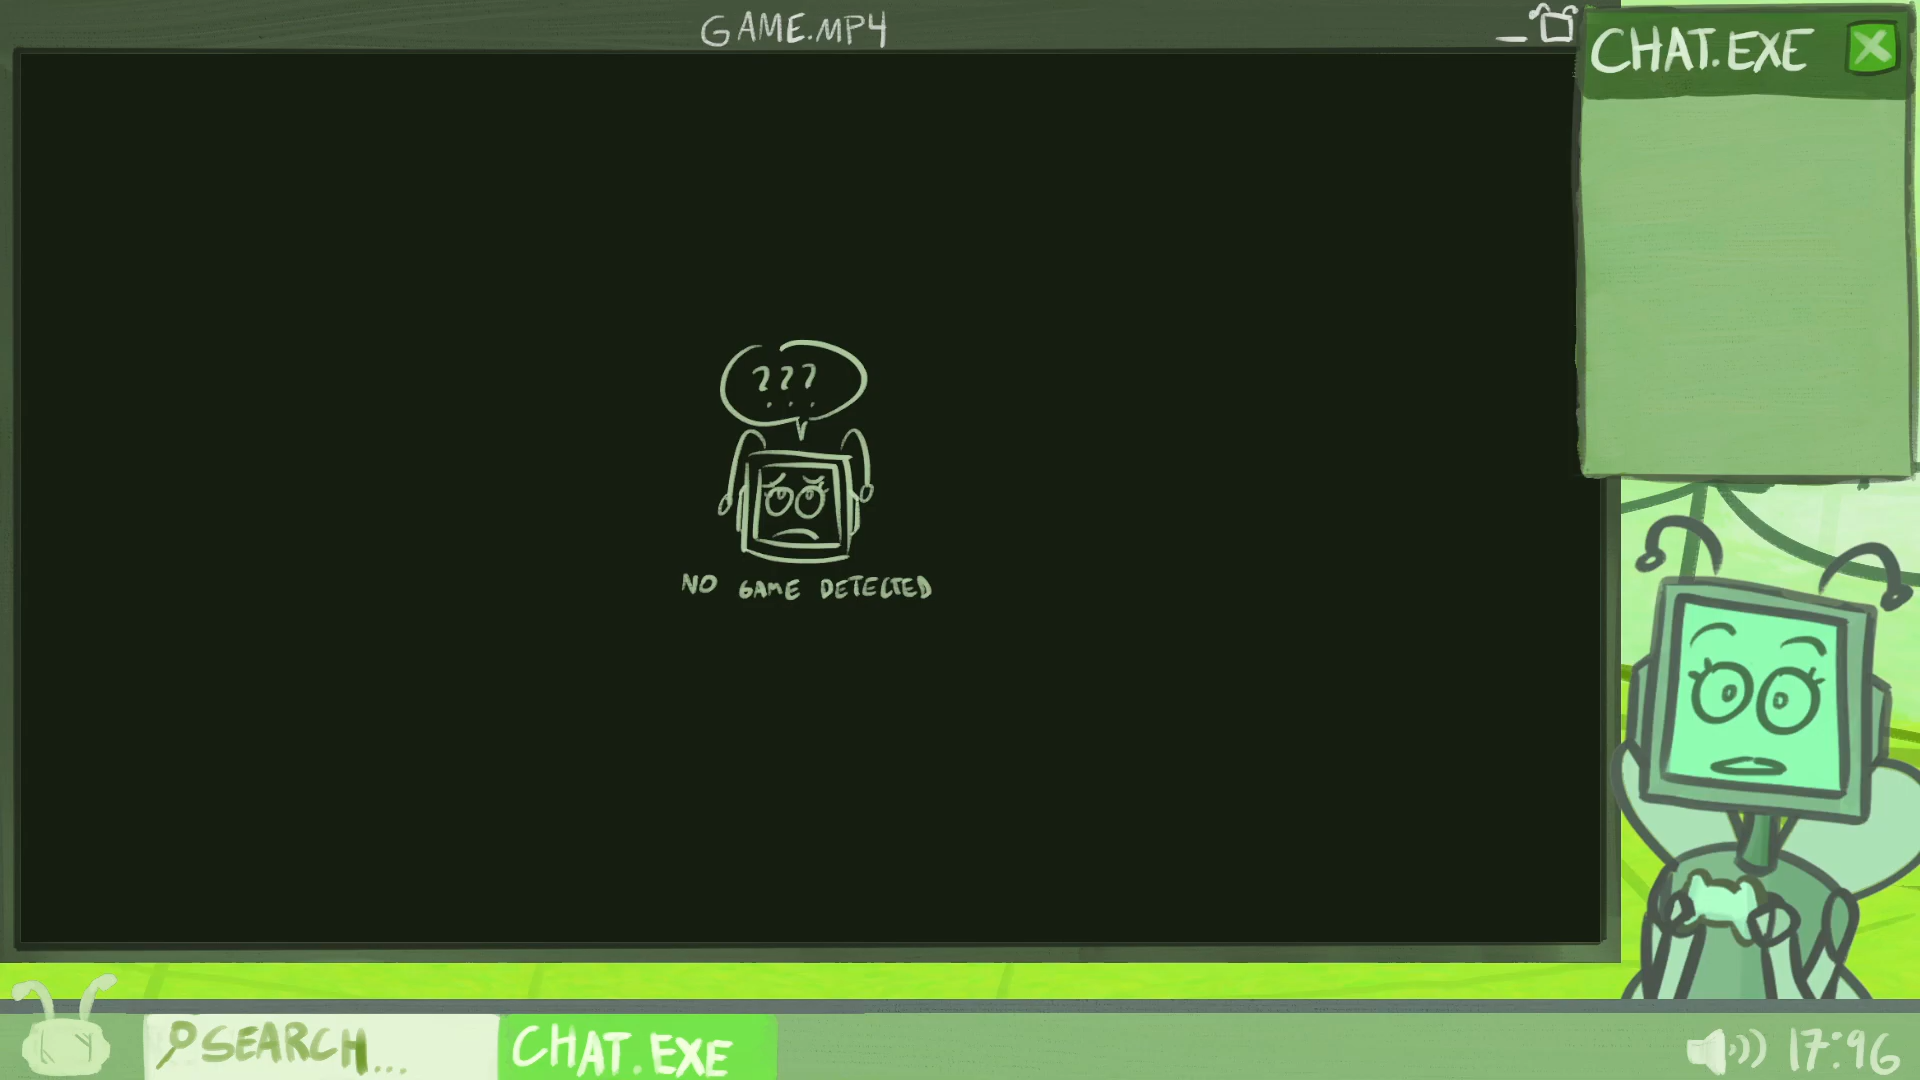 GAME.MP4
CHAT.EXE
???
NO GAME DETECTED
SEARCH...
CHAT.EXE
17:96